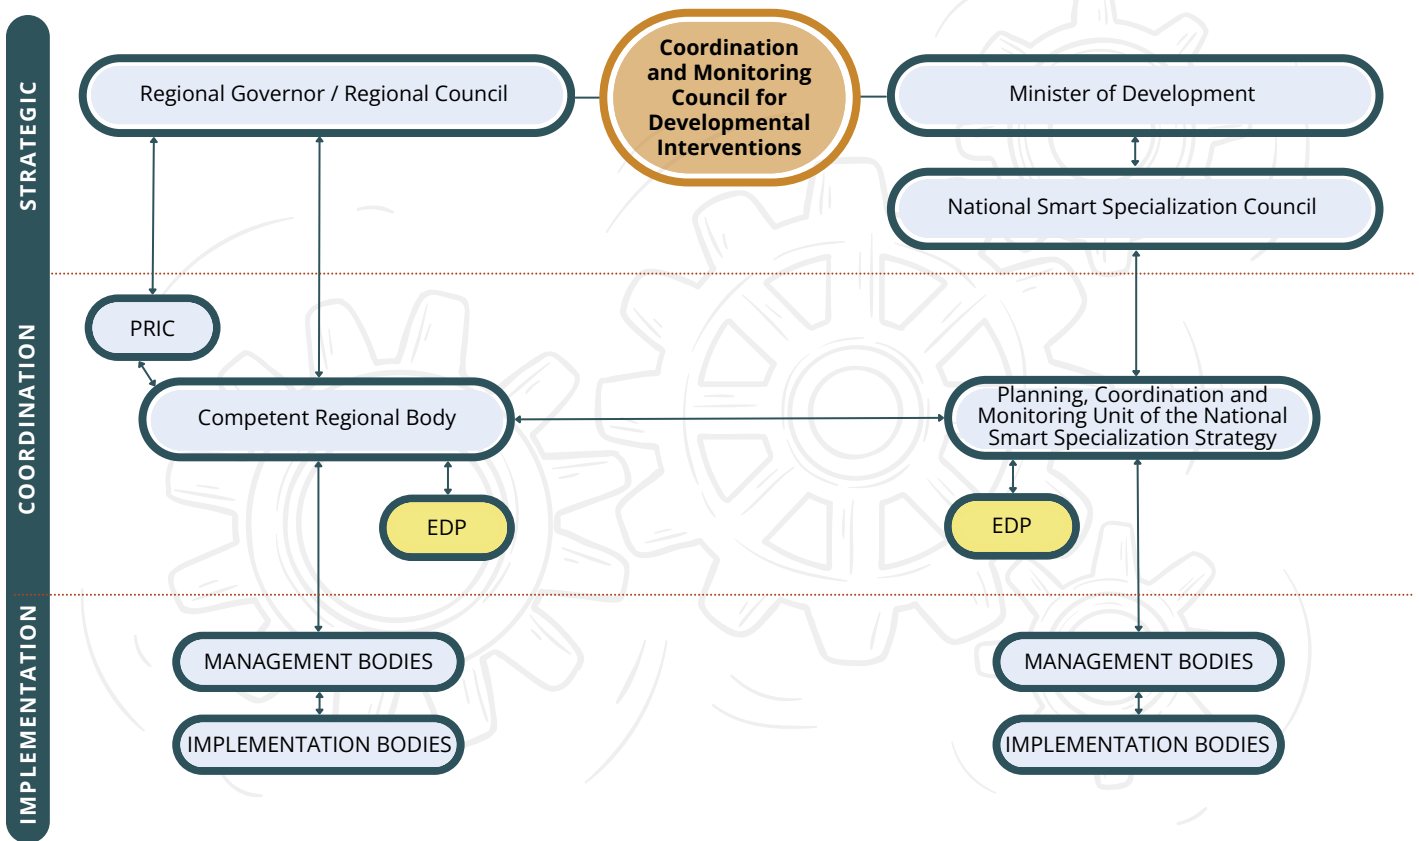 STRATEGIC
Regional Governor / Regional Council
Coordination
and Monitoring
Council for
Developmental
Interventions
Minister of Development
National Smart Specialization Council
COORDINATION
PRIC
Competent Regional Body
Planning, Coordination and
Monitoring Unit of the National
Smart Specialization Strategy
EDP
EDP
IMPLEMENTATION
MANAGEMENT BODIES
MANAGEMENT BODIES
IMPLEMENTATION BODIES
IMPLEMENTATION BODIES